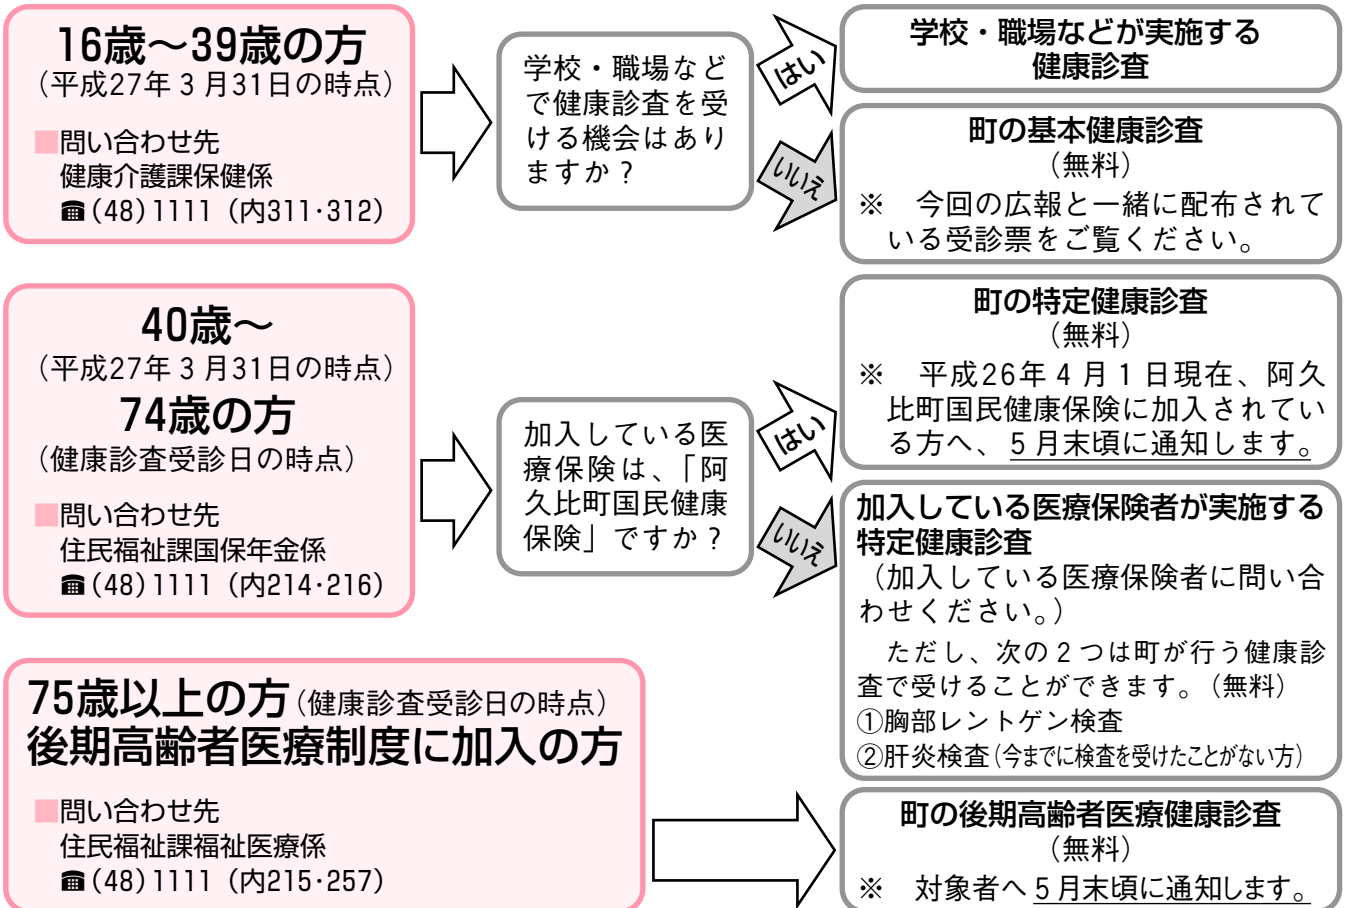 16歳～39歳の方
（平成27年３月31日の時点）
■問い合わせ先
健康介護課保健係
☎(48)1111（内311･312）
学校・職場など
で健康診査を受
ける機会はあり
ますか？
はい
いいえ
学校・職場などが実施する
健康診査
町の基本健康診査
（無料）
※　今回の広報と一緒に配布されて
いる受診票をご覧ください。
40歳～
（平成27年３月31日の時点）
74歳の方
（健康診査受診日の時点）
■問い合わせ先
住民福祉課国保年金係
☎(48)1111（内214･216）
加入している医
療保険は、「阿
久比町国民健康
保険」ですか？
はい
いいえ
町の特定健康診査
（無料）
※　平成26年４月１日現在、阿久
比町国民健康保険に加入されてい
る方へ、５月末頃に通知します。
加入している医療保険者が実施する
特定健康診査
（加入している医療保険者に問い合
わせください。）
ただし、次の２つは町が行う健康診
査で受けることができます。（無料）
①胸部レントゲン検査
②肝炎検査（今までに検査を受けたことがない方）
75歳以上の方（健康診査受診日の時点）
後期高齢者医療制度に加入の方
■問い合わせ先
住民福祉課福祉医療係
☎(48)1111（内215･257）
町の後期高齢者医療健康診査
（無料）
※　対象者へ５月末頃に通知します。